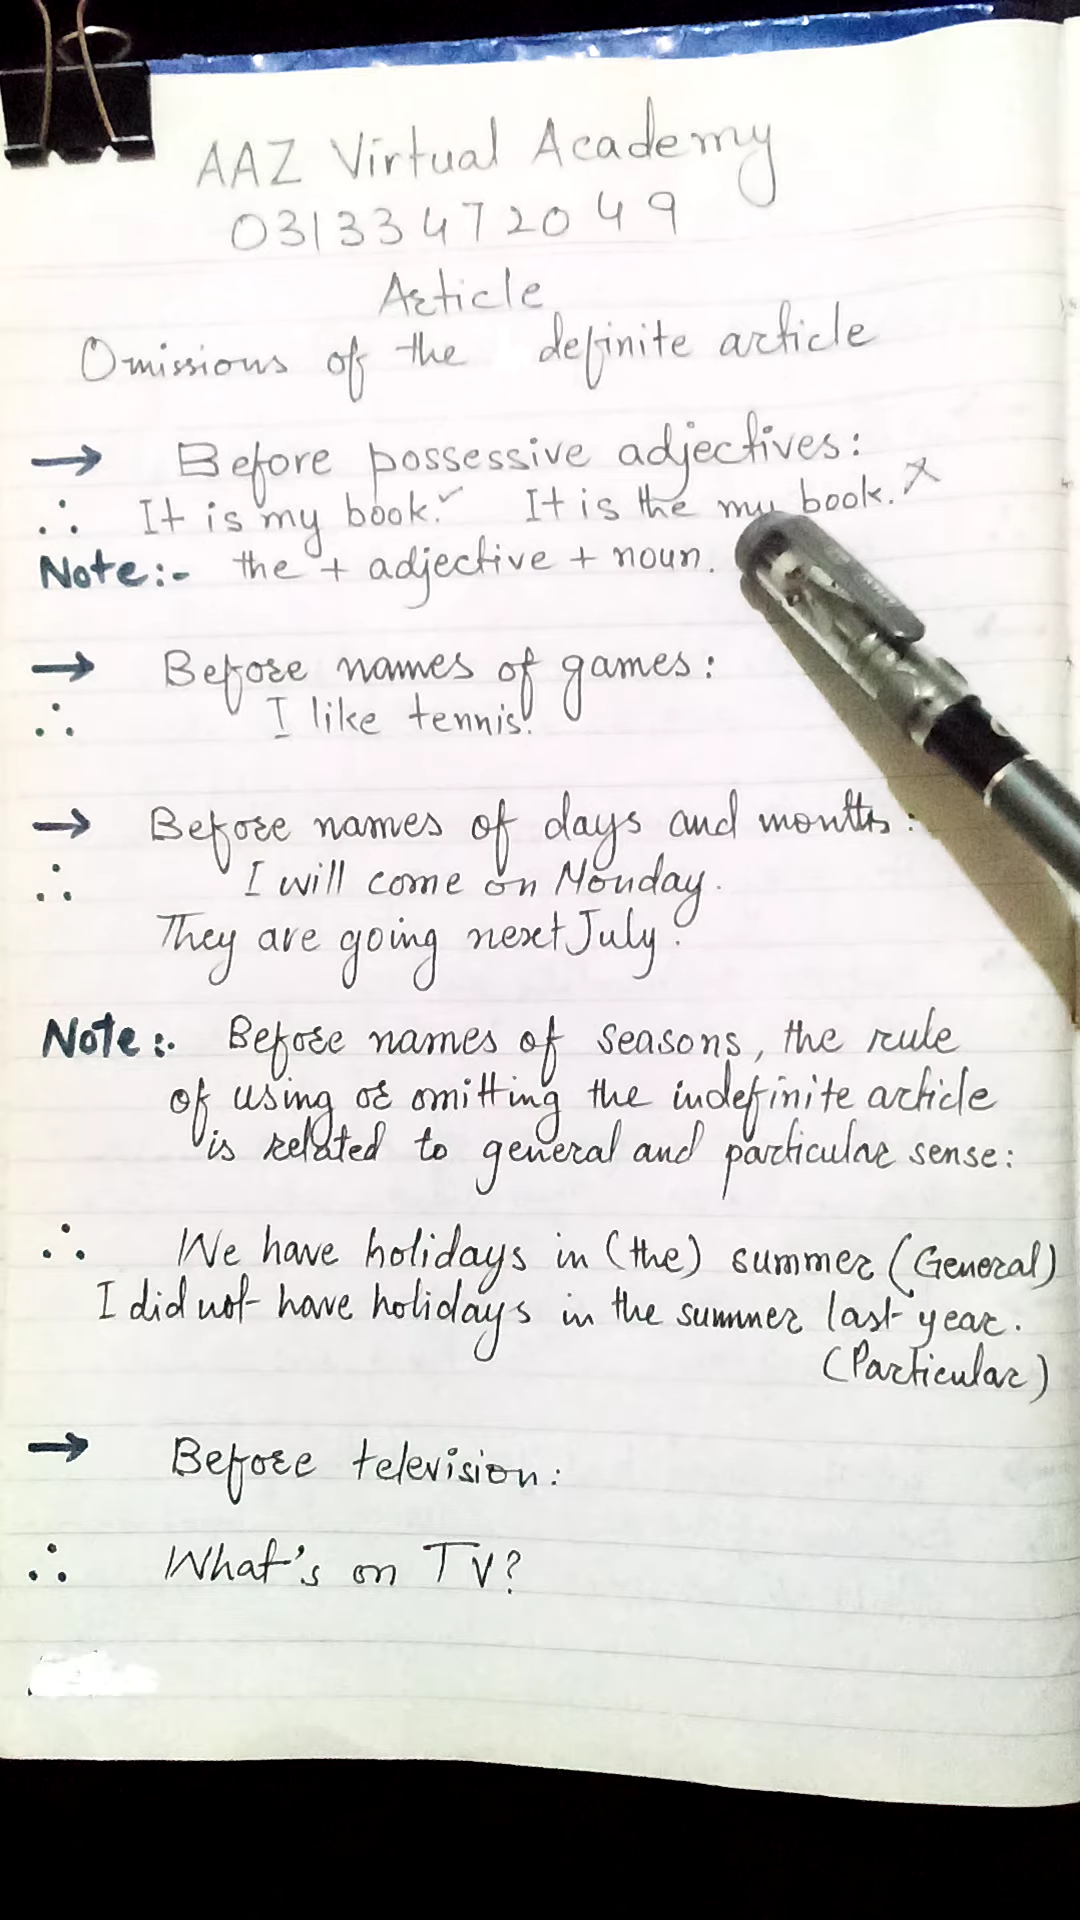 AAZ Virtual Academy
03133472049
Article
Omissions of the definite article
→ Before possessive adjectives:
∴ It is my book.✓ It is the my book.✗
Note:- the + adjective + noun.
→ Before names of games:
∴ I like tennis.
→ Before names of days and months:
∴ I will come on Monday.
They are going next July.
Note:- Before names of seasons, the rule
of using or omitting the indefinite article
is related to general and particular sense:
∴ We have holidays in (the) summer (General)
I did not have holidays in the summer last year.
(Particular)
→ Before television:
∴ What's on TV?